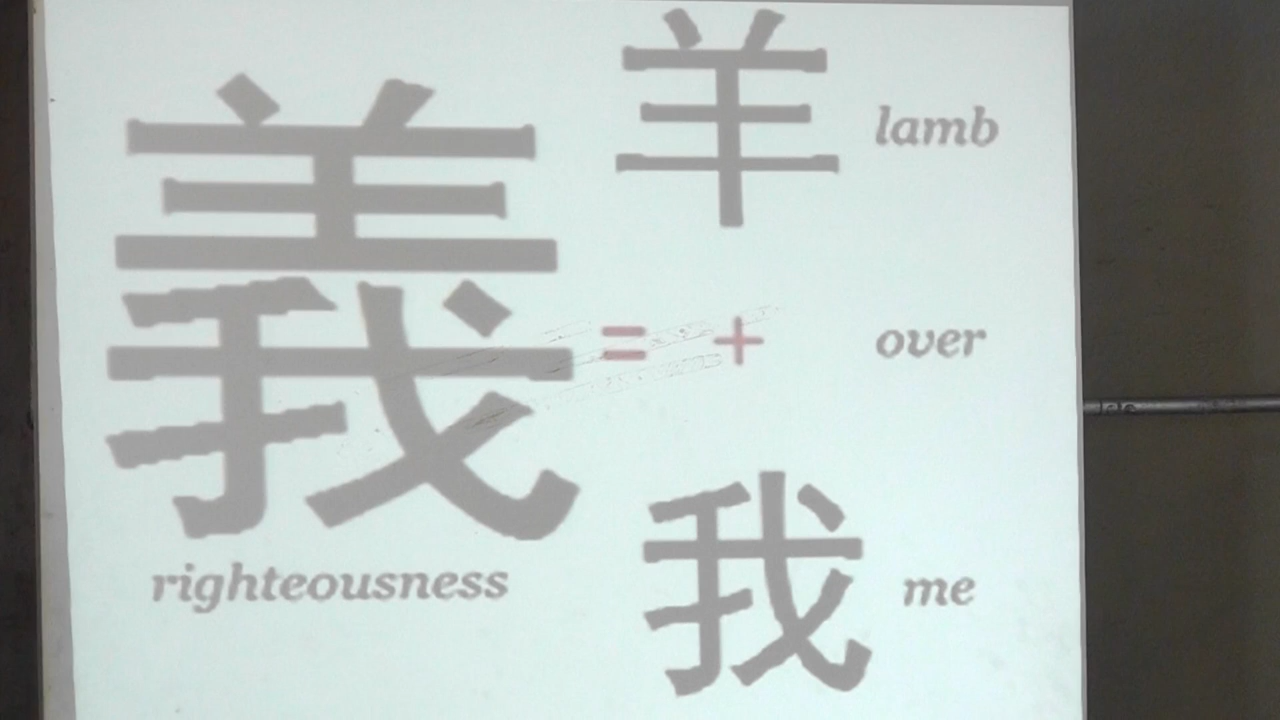 義
righteousness
=
羊 lamb
+ over
我 me